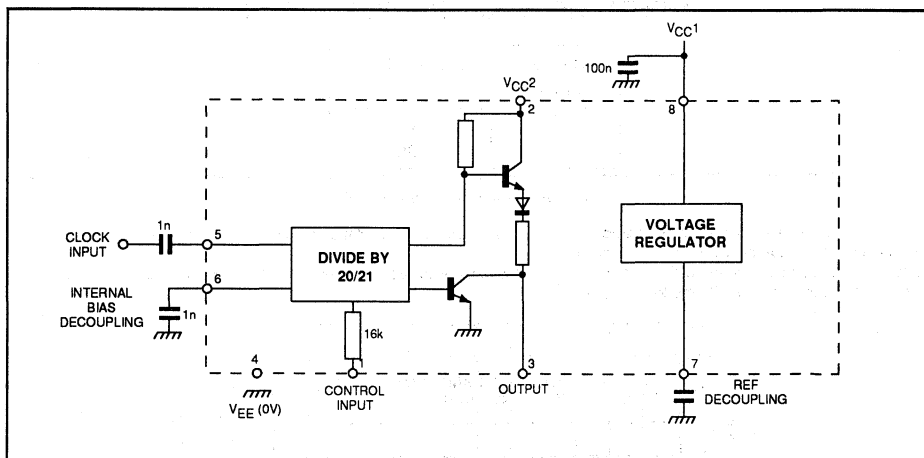 VCC1
100n
VCC2
2
8
1n
CLOCK
INPUT
5
DIVIDE BY
20/21
VOLTAGE
REGULATOR
6
INTERNAL
BIAS
DECOUPLING
1n
16k
4
1
3
7
VEE (0V)
CONTROL
INPUT
OUTPUT
REF
DECOUPLING